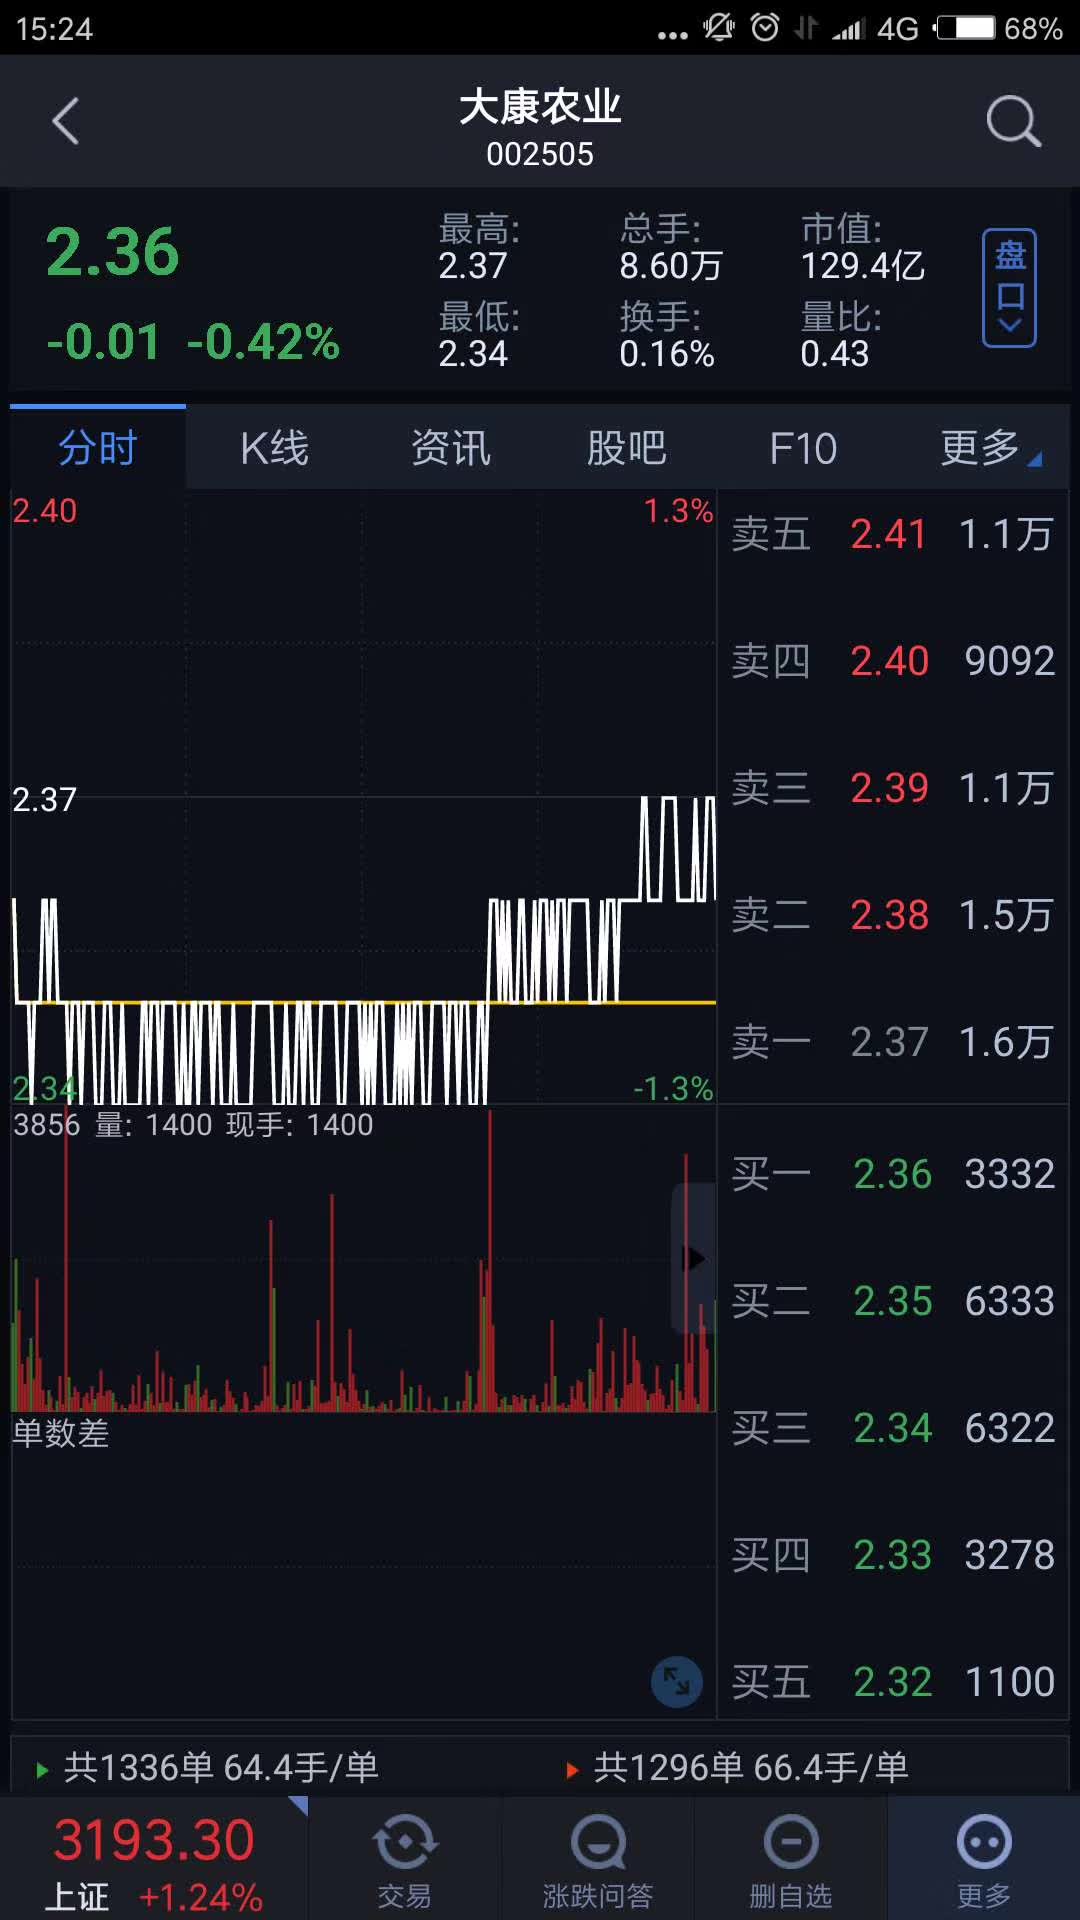 15:24 ... 4G 68%
大康农业
002505
2.36
-0.01 -0.42%
最高: 总手: 市值:
2.37 8.60万 129.4亿
最低: 换手: 量比:
2.34 0.16% 0.43
盘口
分时 K线 资讯 股吧 F10 更多
2.40 1.3%
2.37
2.34 -1.3%
3856 量: 1400 现手: 1400
单数差
卖五 2.41 1.1万
卖四 2.40 9092
卖三 2.39 1.1万
卖二 2.38 1.5万
卖一 2.37 1.6万
买一 2.36 3332
买二 2.35 6333
买三 2.34 6322
买四 2.33 3278
买五 2.32 1100
共1336单 64.4手/单 共1296单 66.4手/单
3193.30
上证 +1.24%
交易 涨跌问答 删自选 更多